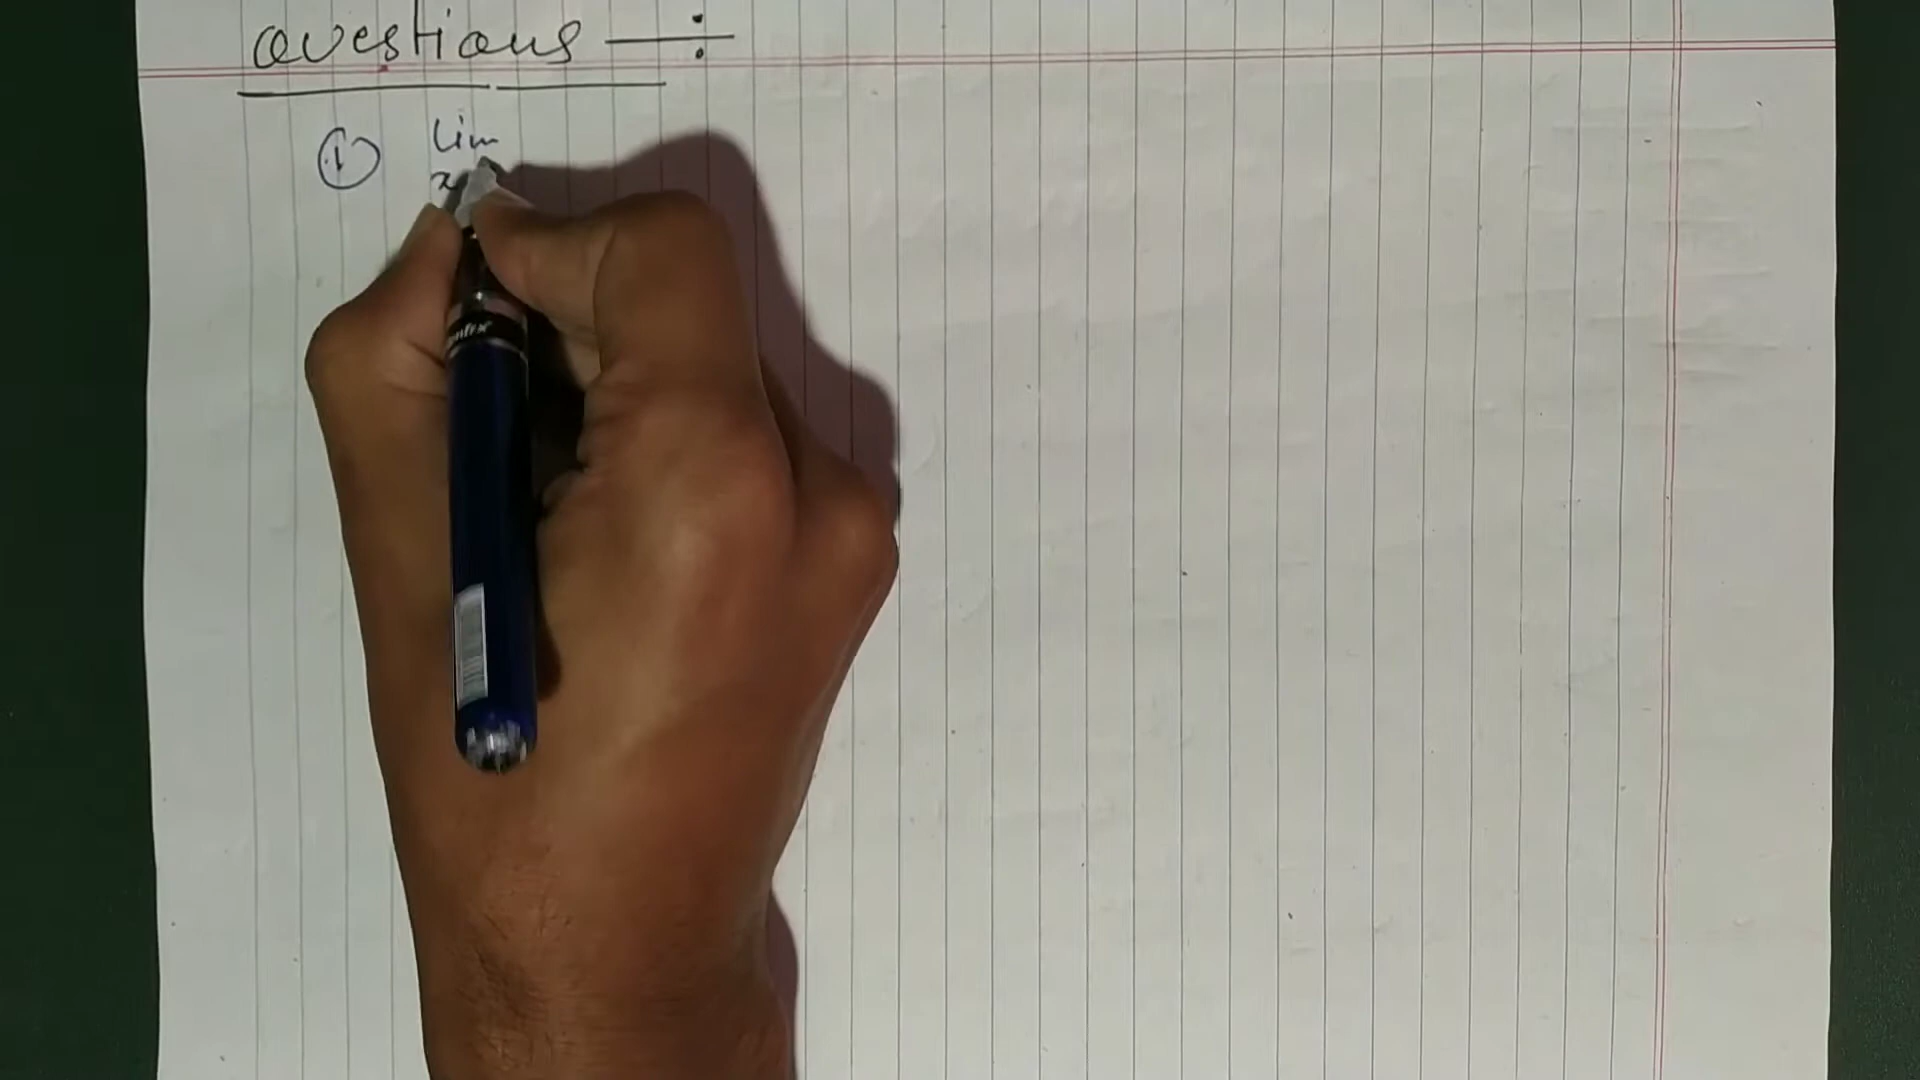 Questions ÷
① Lim
x